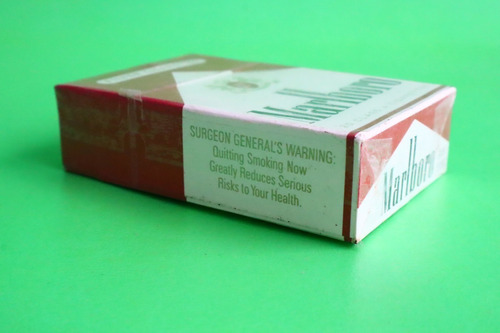 Marlboro
SURGEON GENERAL'S WARNING:
Quitting Smoking Now
Greatly Reduces Serious
Risks to Your Health.
Marlboro